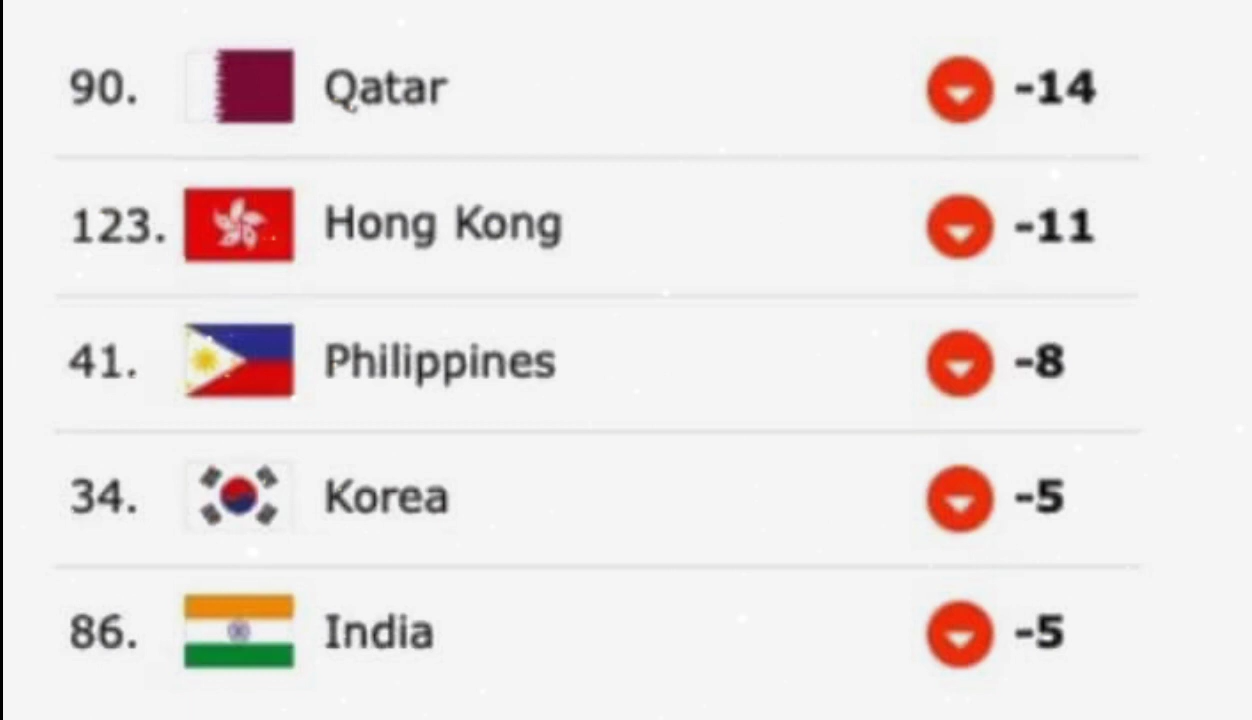 90. Qatar -14
123. Hong Kong -11
41. Philippines -8
34. Korea -5
86. India -5